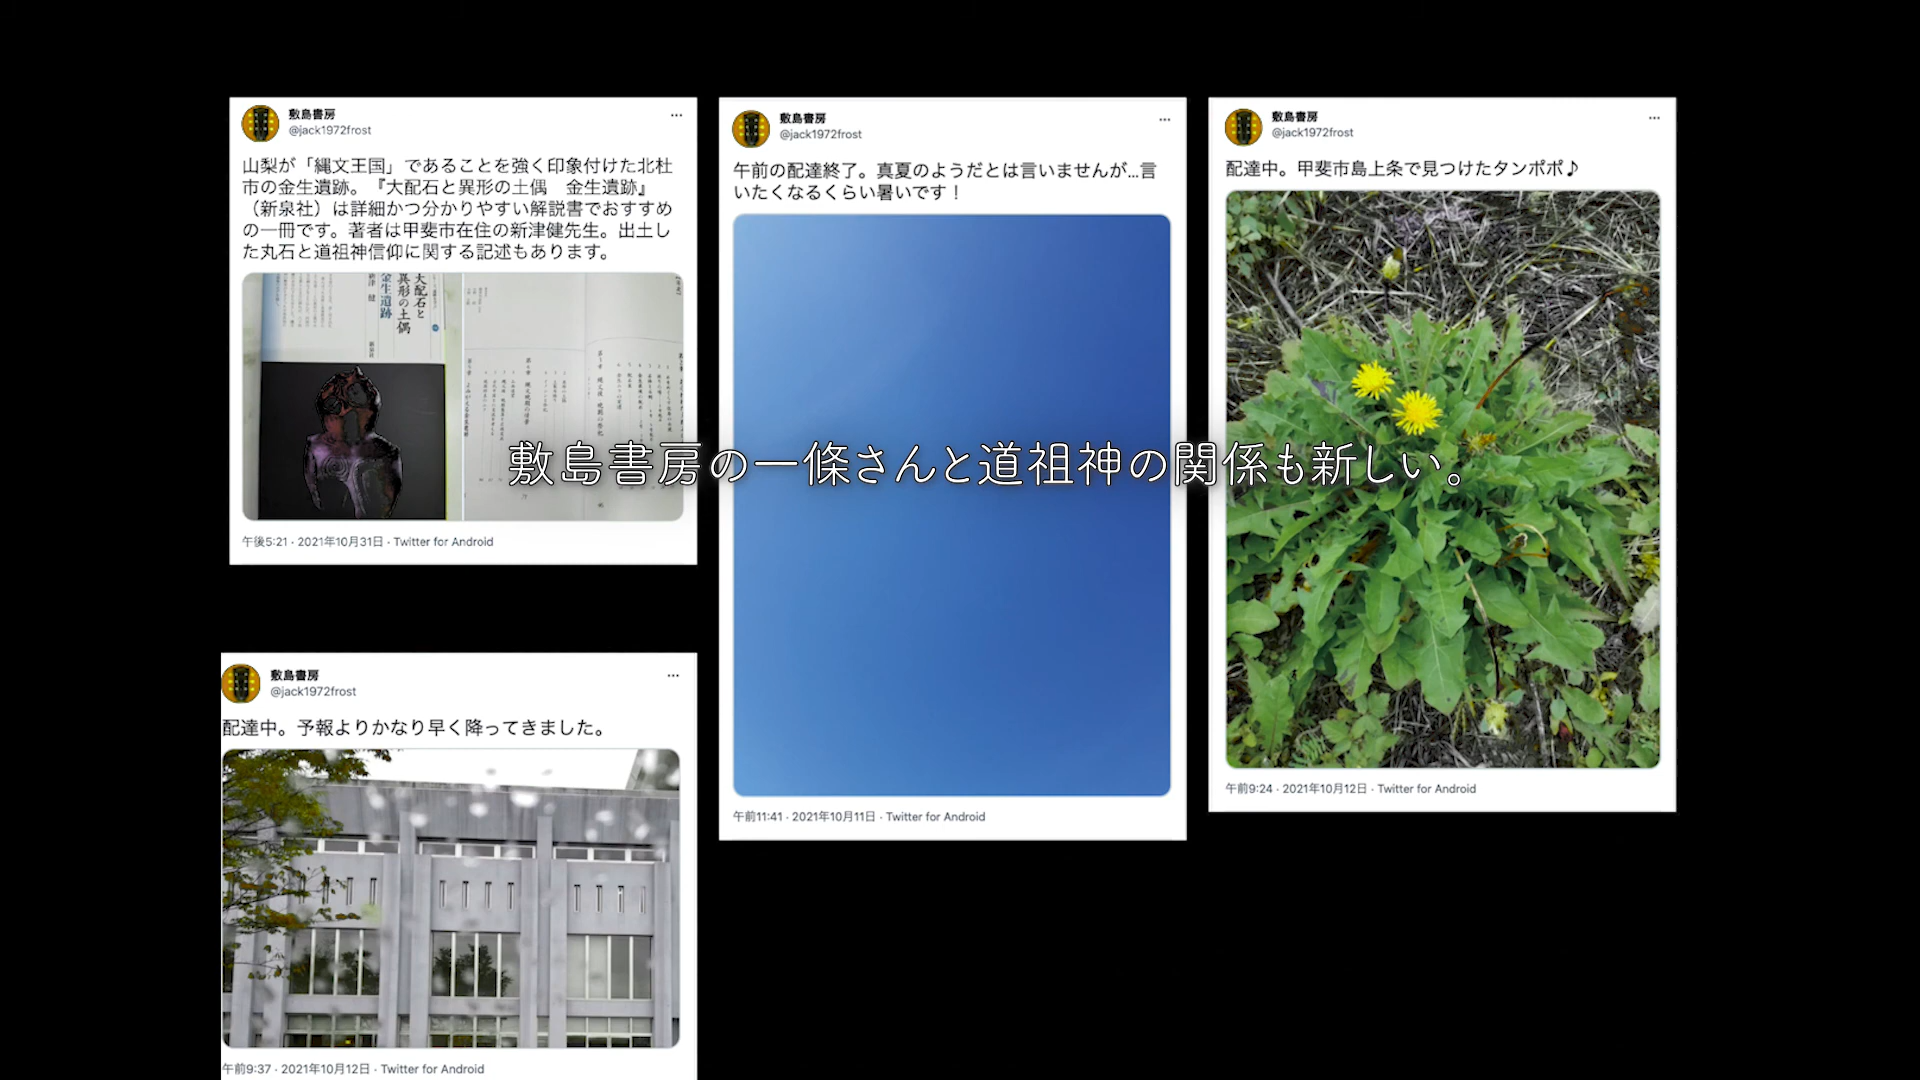 敷島書房
@jack1972frost
山梨が「縄文王国」であることを強く印象付けた北杜
市の金生遺跡。『大配石と異形の土偶　金生遺跡』
（新泉社）は詳細かつ分かりやすい解説書でおすすめ
の一冊です。著者は甲斐市在住の新津健先生。出土し
た丸石と道祖神信仰に関する記述もあります。
大配石と
異形の土偶
金生遺跡
新津 健
新泉社
午後5:21 · 2021年10月31日 · Twitter for Android
敷島書房
@jack1972frost
午前の配達終了。真夏のようだとは言いませんが...言
いたくなるくらい暑いです！
午前11:41 · 2021年10月11日 · Twitter for Android
敷島書房
@jack1972frost
配達中。甲斐市島上条で見つけたタンポポ♪
午前9:24 · 2021年10月12日 · Twitter for Android
敷島書房の一條さんと道祖神の関係も新しい。
敷島書房
@jack1972frost
配達中。予報よりかなり早く降ってきました。
午前9:37 · 2021年10月12日 · Twitter for Android